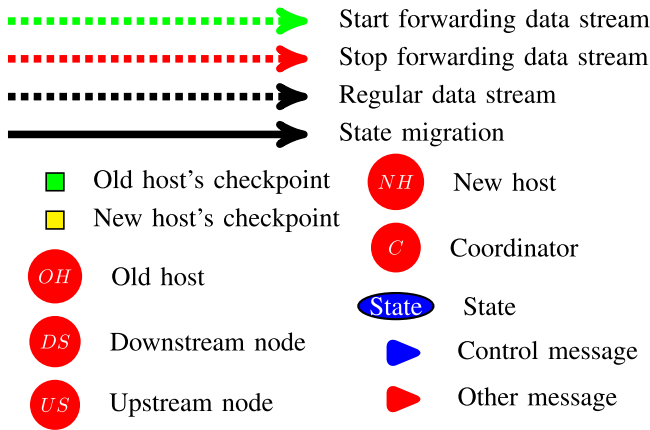 Start forwarding data stream
Stop forwarding data stream
Regular data stream
State migration
Old host's checkpoint
New host's checkpoint
OH Old host
DS Downstream node
US Upstream node
NH New host
C Coordinator
State State
Control message
Other message